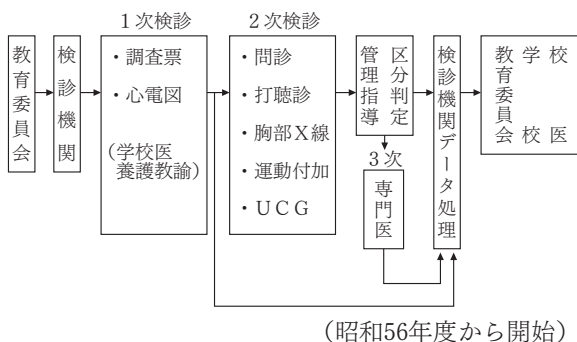 1次検診
2次検診
教育委員会
検診機関
・調査票
・心電図
(学校医
養護教諭)
・問診
・打聴診
・胸部X線
・運動付加
・UCG
管理指導
区分判定
3次
専門医
検診機関データ処理
教育委員会
学校
校医
(昭和56年度から開始)